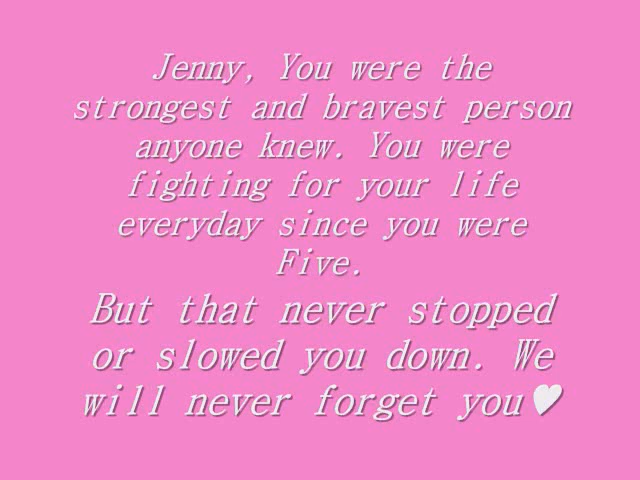 Jenny, You were the
strongest and bravest person
anyone knew. You were
fighting for your life
everyday since you were
Five.
But that never stopped
or slowed you down. We
will never forget you♥